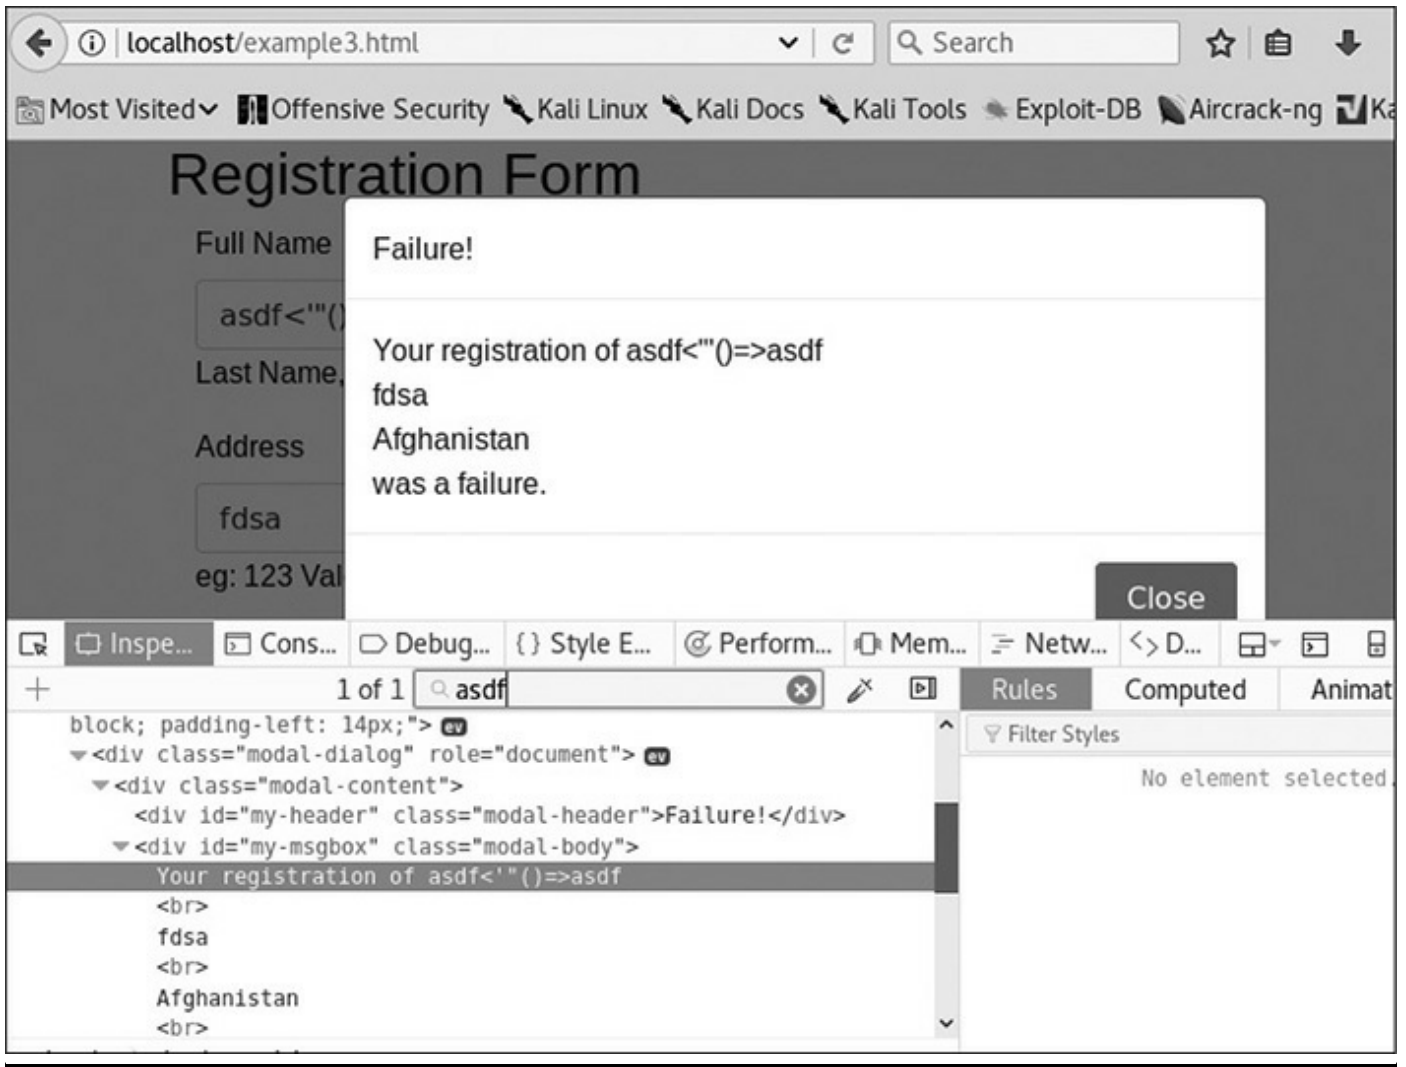 localhost/example3.html
Search
Most Visited Offensive Security Kali Linux Kali Docs Kali Tools Exploit-DB Aircrack-ng Ka
Registration Form
Full Name
asdf<'"()
Last Name,
Address
fdsa
eg: 123 Val
Failure!
Your registration of asdf<'"()=>asdf
fdsa
Afghanistan
was a failure.
Close
Inspe... Cons... Debug... {} Style E... Perform... Mem... Netw... D...
1 of 1 asdf
Rules Computed Animat
Filter Styles
No element selected.
block; padding-left: 14px;"> ev
<div class="modal-dialog" role="document"> ev
<div class="modal-content">
<div id="my-header" class="modal-header">Failure!</div>
<div id="my-msgbox" class="modal-body">
Your registration of asdf<'"()=>asdf
<br>
fdsa
<br>
Afghanistan
<br>